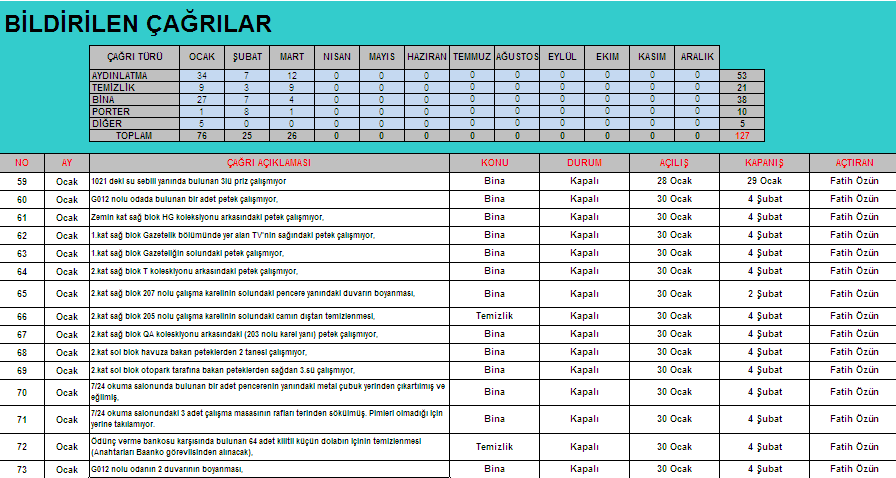 BİLDİRİLEN ÇAĞRILAR
ÇAĞRI TÜRÜ OCAK ŞUBAT MART NISAN MAYIS HAZIRAN TEMMUZ AĞUSTOS EYLÜL EKIM KASIM ARALIK
AYDINLATMA 34 7 12 0 0 0 0 0 0 0 0 0 53
TEMİZLİK 9 3 9 0 0 0 0 0 0 0 0 0 21
BİNA 27 7 4 0 0 0 0 0 0 0 0 0 38
PORTER 1 8 1 0 0 0 0 0 0 0 0 0 10
DİĞER 5 0 0 0 0 0 0 0 0 0 0 0 5
TOPLAM 76 25 26 0 0 0 0 0 0 0 0 0 127
NO AY ÇAĞRI AÇIKLAMASI KONU DURUM AÇILIŞ KAPANIŞ AÇTIRAN
59 Ocak 1021 deki su sebili yanında bulunan 3lü priz çalışmıyor Bina Kapalı 28 Ocak 29 Ocak Fatih Özün
60 Ocak G012 nolu odada bulunan bir adet petek çalışmıyor, Bina Kapalı 30 Ocak 4 Şubat Fatih Özün
61 Ocak Zemin kat sağ blok HG koleksiyonu arkasındaki petek çalışmıyor, Bina Kapalı 30 Ocak 4 Şubat Fatih Özün
62 Ocak 1.kat sağ blok Gazetelik bölümünde yer alan TV'nin sağındaki petek çalışmıyor, Bina Kapalı 30 Ocak 4 Şubat Fatih Özün
63 Ocak 1.kat sağ blok Gazeteliğin solundaki petek çalışmıyor, Bina Kapalı 30 Ocak 4 Şubat Fatih Özün
64 Ocak 2.kat sağ blok T koleskiyonu arkasındaki petek çalışmıyor, Bina Kapalı 30 Ocak 4 Şubat Fatih Özün
65 Ocak 2.kat sağ blok 207 nolu çalışma karelinin solundaki pencere yanındaki duvarın boyanması, Bina Kapalı 30 Ocak 2 Şubat Fatih Özün
66 Ocak 2.kat sağ blok 205 nolu çalışma karelinin solundaki camın dıştan temizlenmesi, Temizlik Kapalı 30 Ocak 4 Şubat Fatih Özün
67 Ocak 2.kat sağ blok QA koleksiyonu arkasındaki (203 nolu karel yanı) petek çalışmıyor, Bina Kapalı 30 Ocak 4 Şubat Fatih Özün
68 Ocak 2.kat sol blok havuza bakan peteklerden 2 tanesi çalışmıyor, Bina Kapalı 30 Ocak 4 Şubat Fatih Özün
69 Ocak 2.kat sol blok otopark tarafına bakan peteklerden sağdan 3.sü çalışmıyor, Bina Kapalı 30 Ocak 4 Şubat Fatih Özün
70 Ocak 7/24 okuma salonunda bulunan bir adet pencerenin yanındaki metal çubuk yerinden çıkartılmış ve Bina Kapalı 30 Ocak 4 Şubat Fatih Özün
eğilmiş,
71 Ocak 7/24 okuma salonundaki 3 adet çalışma masasının rafları terinden sökülmüş. Pimleri olmadığı için Bina Kapalı 30 Ocak 4 Şubat Fatih Özün
yerine takılamıyor.
72 Ocak Ödünç verme bankosu karşısında bulunan 64 adet kilitli küçün dolabın içinin temizlenmesi Temizlik Kapalı 30 Ocak 4 Şubat Fatih Özün
(Anahtarları Baanko görevlisinden alınacak),
73 Ocak G012 nolu odanın 2 duvarının boyanması, Bina Kapalı 30 Ocak 4 Şubat Fatih Özün